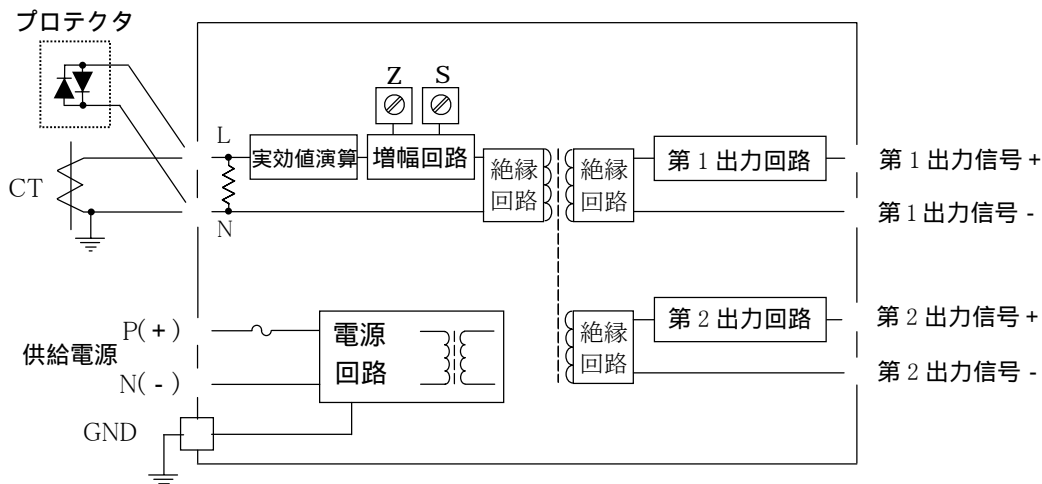 プロテクタ
Z S
L
実効値演算
増幅回路
絶縁
回路
絶縁
回路
第1出力回路
第1出力信号+
CT
N
第1出力信号-
P(+)
供給電源
N(-)
電源
回路
絶縁
回路
第2出力回路
第2出力信号+
第2出力信号-
GND